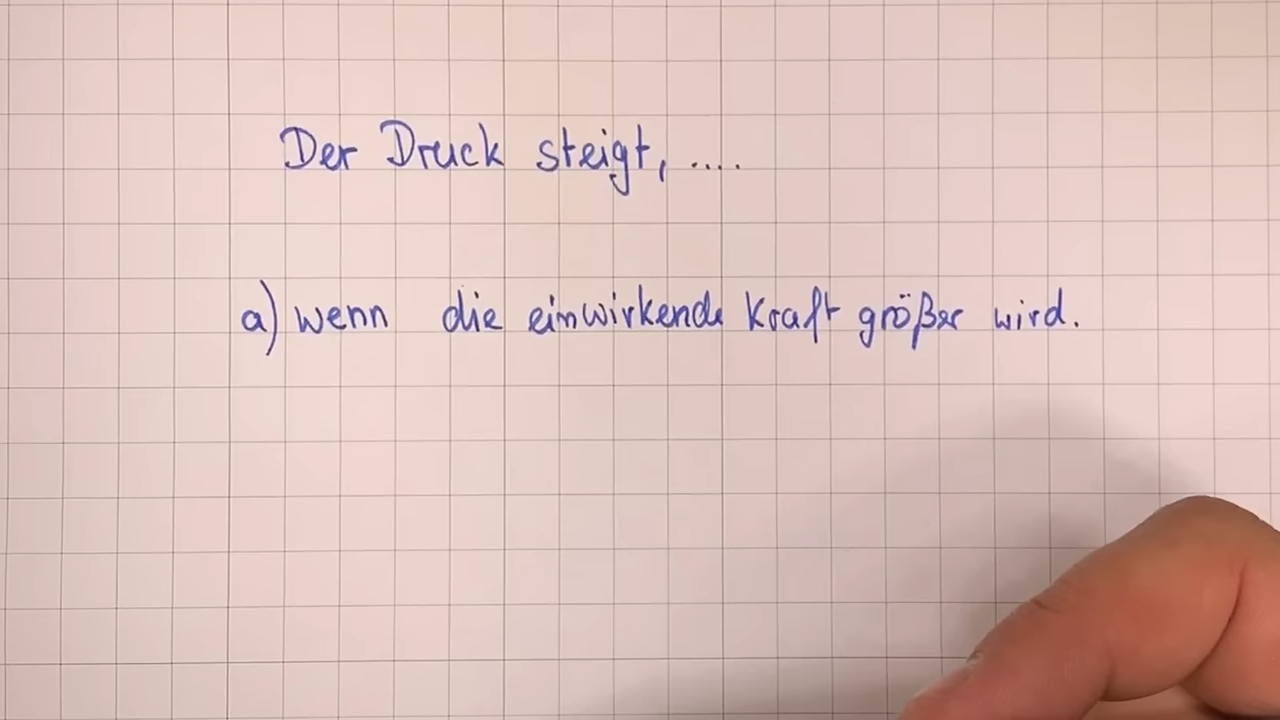 Der Druck steigt, ....
a) wenn die einwirkende Kraft größer wird.